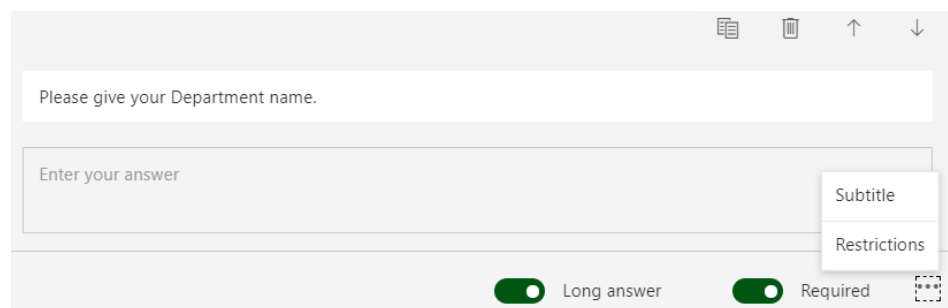 Please give your Department name.
Enter your answer
Subtitle
Restrictions
Long answer
Required